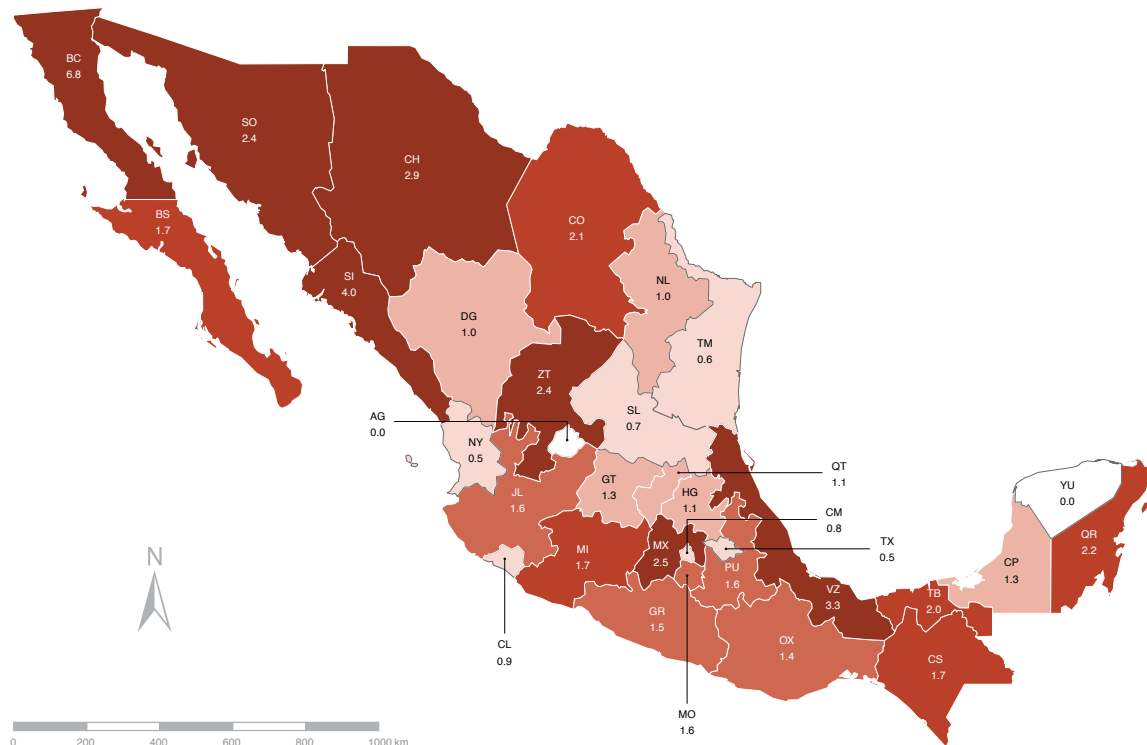 BC
6.8
SO
2.4
CH
2.9
BS
1.7
CO
2.1
SI
4.0
NL
1.0
DG
1.0
TM
0.6
ZT
2.4
AG
0.0
SL
0.7
NY
0.5
QT
1.1
GT
1.3
HG
1.1
YU
0.0
JL
1.6
CM
0.8
QR
2.2
MI
1.7
MX
2.5
TX
0.5
PU
1.6
CP
1.3
N
VZ
3.3
TB
2.0
GR
1.5
OX
1.4
CL
0.9
CS
1.7
MO
1.6
0 200 400 600 800 1000 km